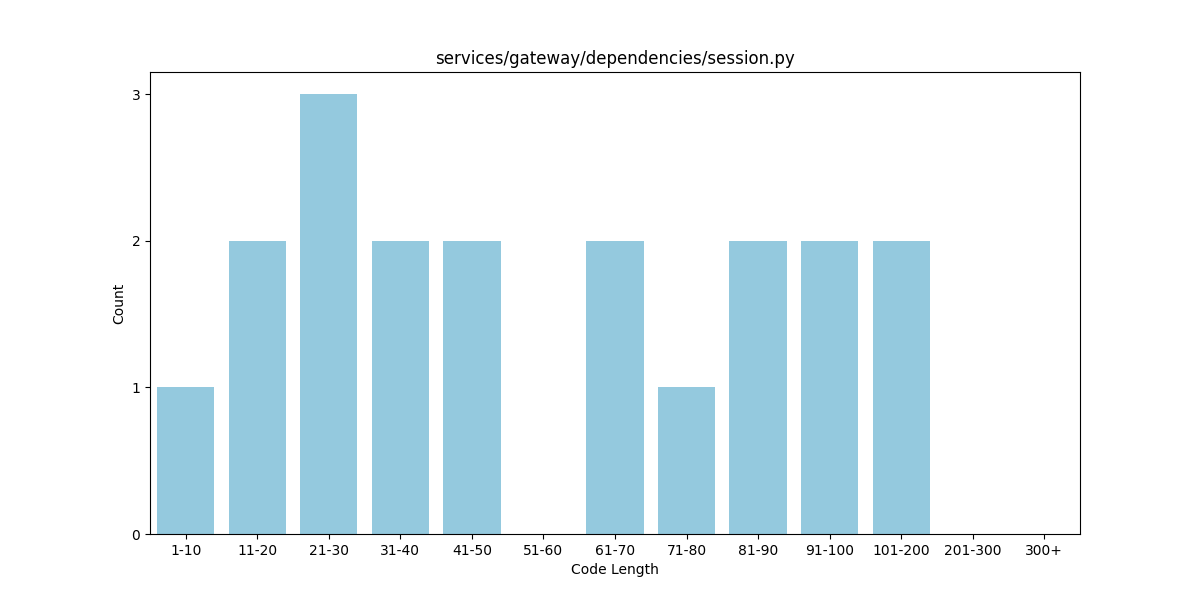 services/gateway/dependencies/session.py
3
2
1
0
Count
1-10 11-20 21-30 31-40 41-50 51-60 61-70 71-80 81-90 91-100 101-200 201-300 300+
Code Length